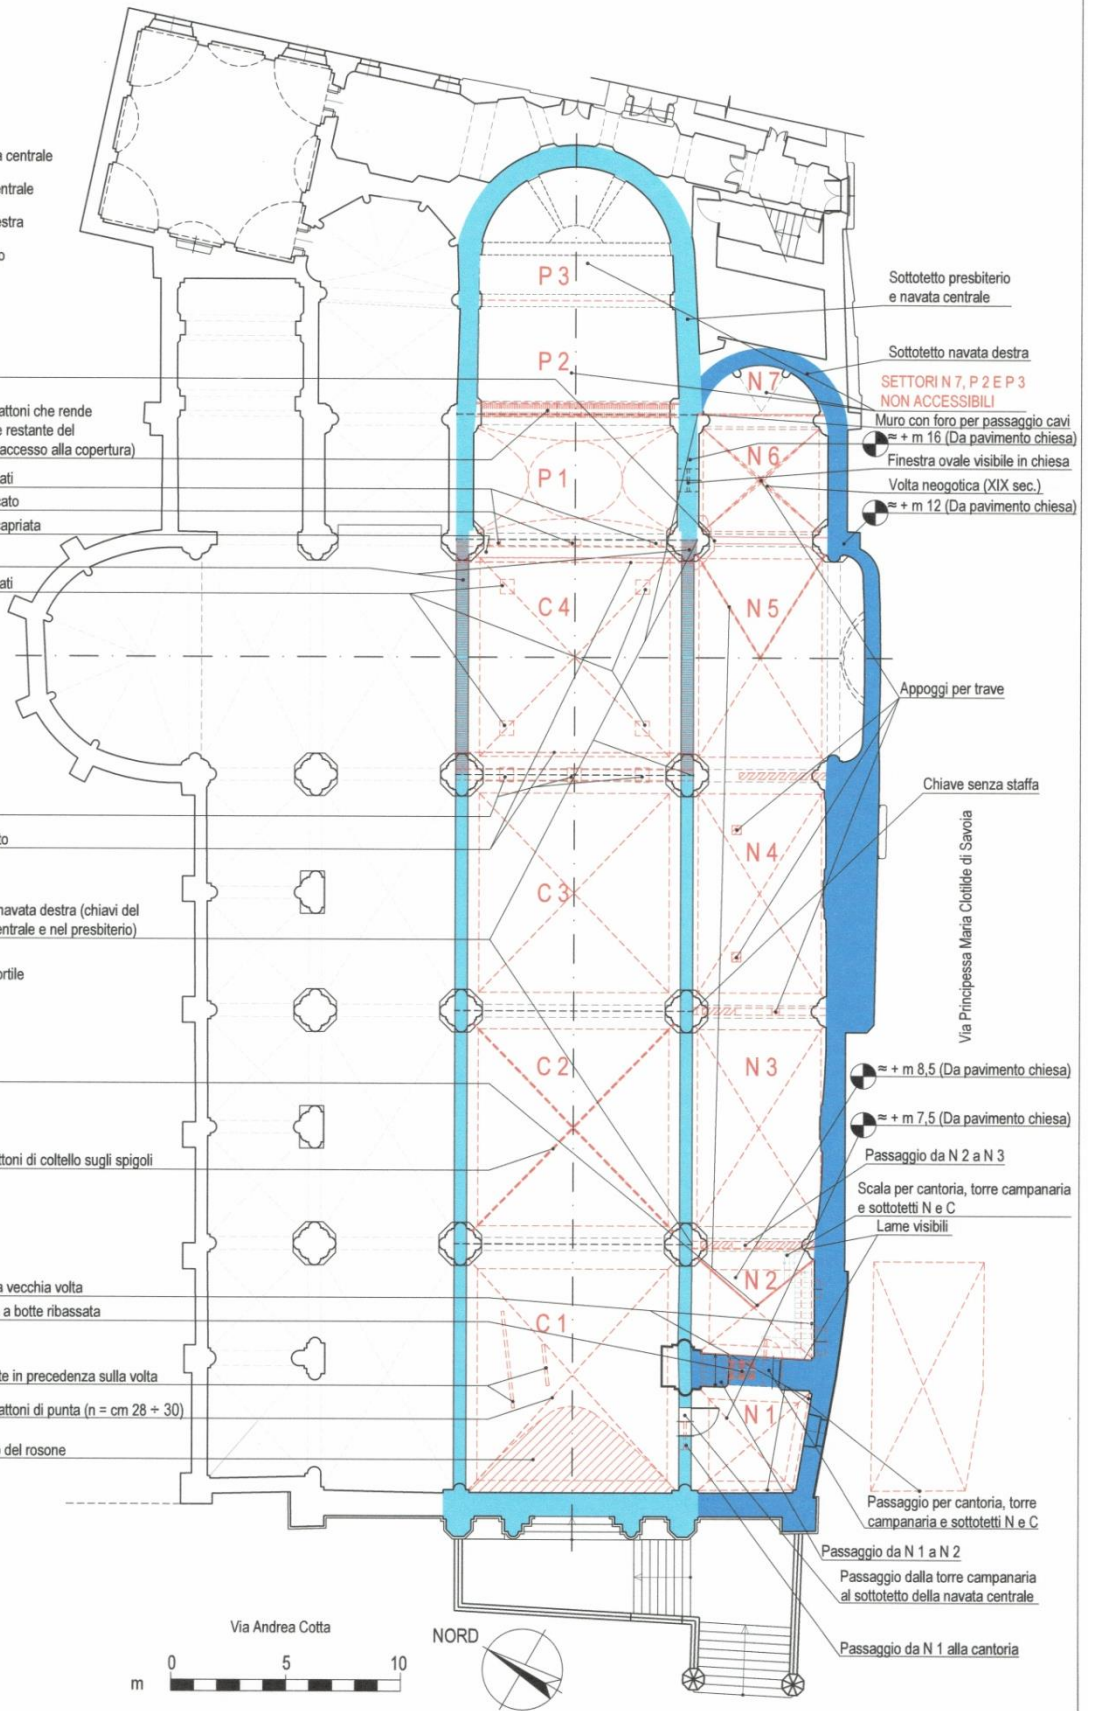 a centrale
entrale
estra
o
attoni che rende
e restante del
accesso alla copertura)
ati
cato
capriata
ati
to
navata destra (chiavi del
entrale e nel presbiterio)
ortile
ttoni di coltello sugli spigoli
a vecchia volta
a botte ribassata
te in precedenza sulla volta
attoni di punta (n = cm 28 ÷ 30)
o del rosone
P 3
P 2
P 1
C 4
C 3
C 2
C 1
N 7
N 6
N 5
N 4
N 3
N 2
N 1
Sottotetto presbiterio
e navata centrale
Sottotetto navata destra
SETTORI N 7, P 2 E P 3
NON ACCESSIBILI
Muro con foro per passaggio cavi
≈ + m 16 (Da pavimento chiesa)
Finestra ovale visibile in chiesa
Volta neogotica (XIX sec.)
≈ + m 12 (Da pavimento chiesa)
Appoggi per trave
Chiave senza staffa
Via Principessa Maria Clotilde di Savoia
≈ + m 8,5 (Da pavimento chiesa)
≈ + m 7,5 (Da pavimento chiesa)
Passaggio da N 2 a N 3
Scala per cantoria, torre campanaria
e sottotetti N e C
Lame visibili
Passaggio per cantoria, torre
campanaria e sottotetti N e C
Passaggio da N 1 a N 2
Passaggio dalla torre campanaria
al sottotetto della navata centrale
Passaggio da N 1 alla cantoria
Via Andrea Cotta
NORD
m 0 5 10